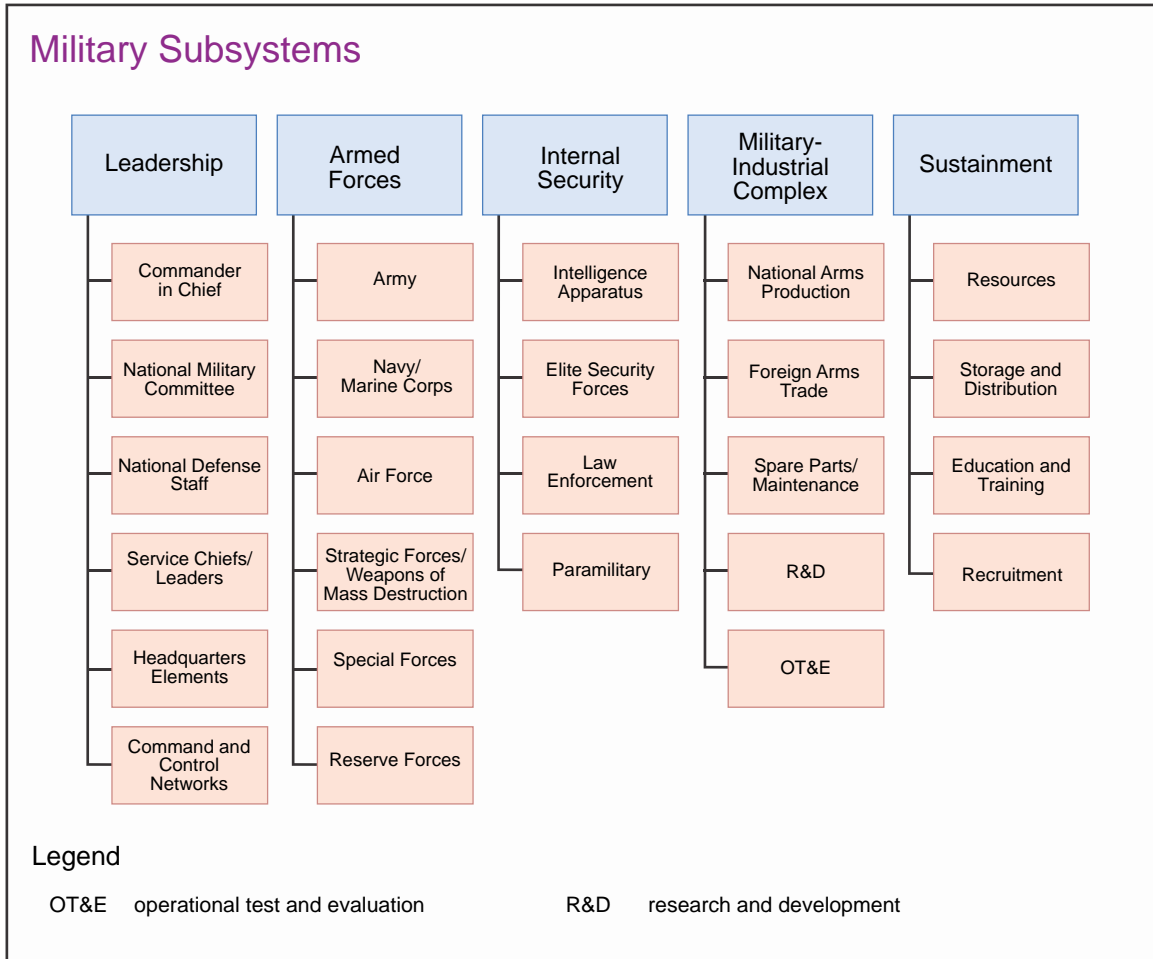 Military Subsystems
Leadership
Commander
in Chief
National Military
Committee
National Defense
Staff
Service Chiefs/
Leaders
Headquarters
Elements
Command and
Control
Networks
Armed
Forces
Army
Navy/
Marine Corps
Air Force
Strategic Forces/
Weapons of
Mass Destruction
Special Forces
Reserve Forces
Internal
Security
Intelligence
Apparatus
Elite Security
Forces
Law
Enforcement
Paramilitary
Military-
Industrial
Complex
National Arms
Production
Foreign Arms
Trade
Spare Parts/
Maintenance
R&D
OT&E
Sustainment
Resources
Storage and
Distribution
Education and
Training
Recruitment
Legend
OT&E operational test and evaluation R&D research and development